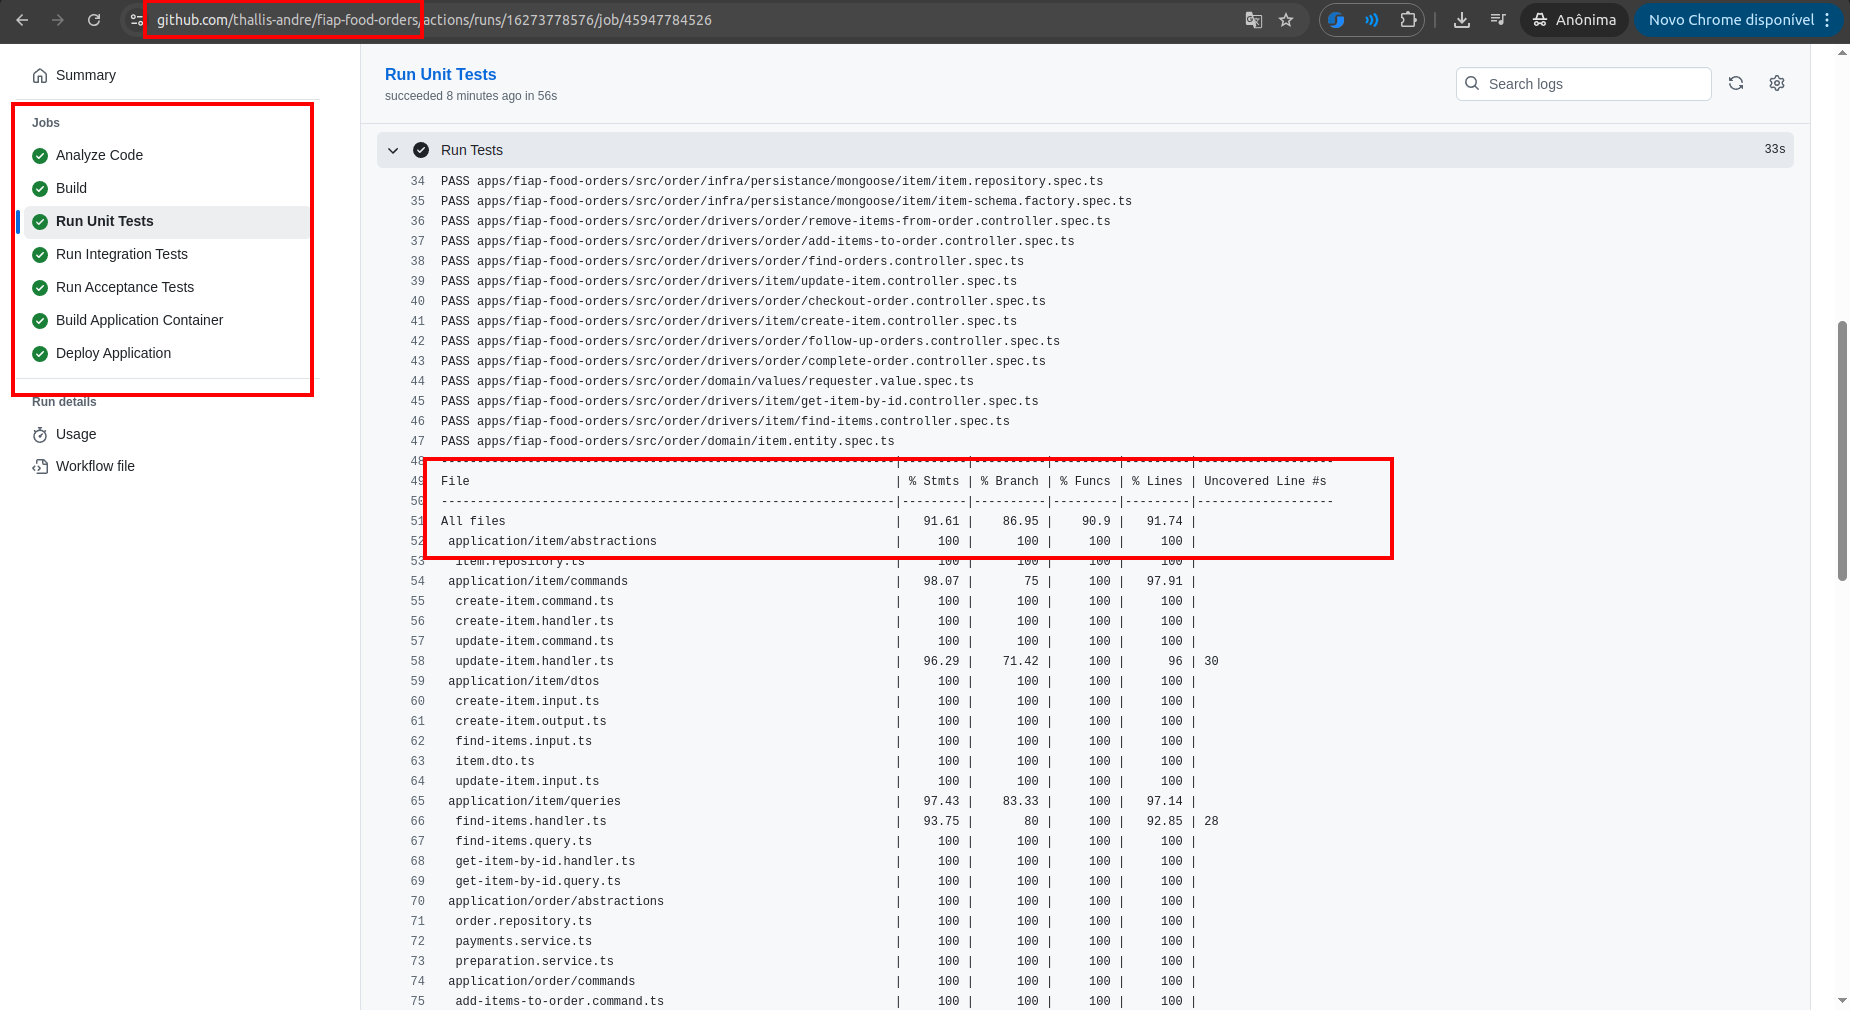 github.com/thallis-andre/fiap-food-orders/actions/runs/16273778576/job/45947784526
Anônima
Novo Chrome disponível
Summary
Jobs
Analyze Code
Build
Run Unit Tests
Run Integration Tests
Run Acceptance Tests
Build Application Container
Deploy Application
Run details
Usage
Workflow file
Run Unit Tests
succeeded 8 minutes ago in 56s
Search logs
Run Tests 33s
34 PASS apps/fiap-food-orders/src/order/infra/persistance/mongoose/item/item.repository.spec.ts
35 PASS apps/fiap-food-orders/src/order/infra/persistance/mongoose/item/item-schema.factory.spec.ts
36 PASS apps/fiap-food-orders/src/order/drivers/order/remove-items-from-order.controller.spec.ts
37 PASS apps/fiap-food-orders/src/order/drivers/order/add-items-to-order.controller.spec.ts
38 PASS apps/fiap-food-orders/src/order/drivers/order/find-orders.controller.spec.ts
39 PASS apps/fiap-food-orders/src/order/drivers/item/update-item.controller.spec.ts
40 PASS apps/fiap-food-orders/src/order/drivers/order/checkout-order.controller.spec.ts
41 PASS apps/fiap-food-orders/src/order/drivers/item/create-item.controller.spec.ts
42 PASS apps/fiap-food-orders/src/order/drivers/order/follow-up-orders.controller.spec.ts
43 PASS apps/fiap-food-orders/src/order/drivers/order/complete-order.controller.spec.ts
44 PASS apps/fiap-food-orders/src/order/domain/values/requester.value.spec.ts
45 PASS apps/fiap-food-orders/src/order/drivers/item/get-item-by-id.controller.spec.ts
46 PASS apps/fiap-food-orders/src/order/drivers/item/find-items.controller.spec.ts
47 PASS apps/fiap-food-orders/src/order/domain/item.entity.spec.ts
48 ---------------------------------------------------------------|---------|----------|---------|---------|-------------------
49 File | % Stmts | % Branch | % Funcs | % Lines | Uncovered Line #s
50 ---------------------------------------------------------------|---------|----------|---------|---------|-------------------
51 All files | 91.61 | 86.95 | 90.9 | 91.74 |
52 application/item/abstractions | 100 | 100 | 100 | 100 |
53 item.repository.ts | 100 | 100 | 100 | 100 |
54 application/item/commands | 98.07 | 75 | 100 | 97.91 |
55 create-item.command.ts | 100 | 100 | 100 | 100 |
56 create-item.handler.ts | 100 | 100 | 100 | 100 |
57 update-item.command.ts | 100 | 100 | 100 | 100 |
58 update-item.handler.ts | 96.29 | 71.42 | 100 | 96 | 30
59 application/item/dtos | 100 | 100 | 100 | 100 |
60 create-item.input.ts | 100 | 100 | 100 | 100 |
61 create-item.output.ts | 100 | 100 | 100 | 100 |
62 find-items.input.ts | 100 | 100 | 100 | 100 |
63 item.dto.ts | 100 | 100 | 100 | 100 |
64 update-item.input.ts | 100 | 100 | 100 | 100 |
65 application/item/queries | 97.43 | 83.33 | 100 | 97.14 |
66 find-items.handler.ts | 93.75 | 80 | 100 | 92.85 | 28
67 find-items.query.ts | 100 | 100 | 100 | 100 |
68 get-item-by-id.handler.ts | 100 | 100 | 100 | 100 |
69 get-item-by-id.query.ts | 100 | 100 | 100 | 100 |
70 application/order/abstractions | 100 | 100 | 100 | 100 |
71 order.repository.ts | 100 | 100 | 100 | 100 |
72 payments.service.ts | 100 | 100 | 100 | 100 |
73 preparation.service.ts | 100 | 100 | 100 | 100 |
74 application/order/commands | 100 | 100 | 100 | 100 |
75 add-items-to-order.command.ts | 100 | 100 | 100 | 100 |